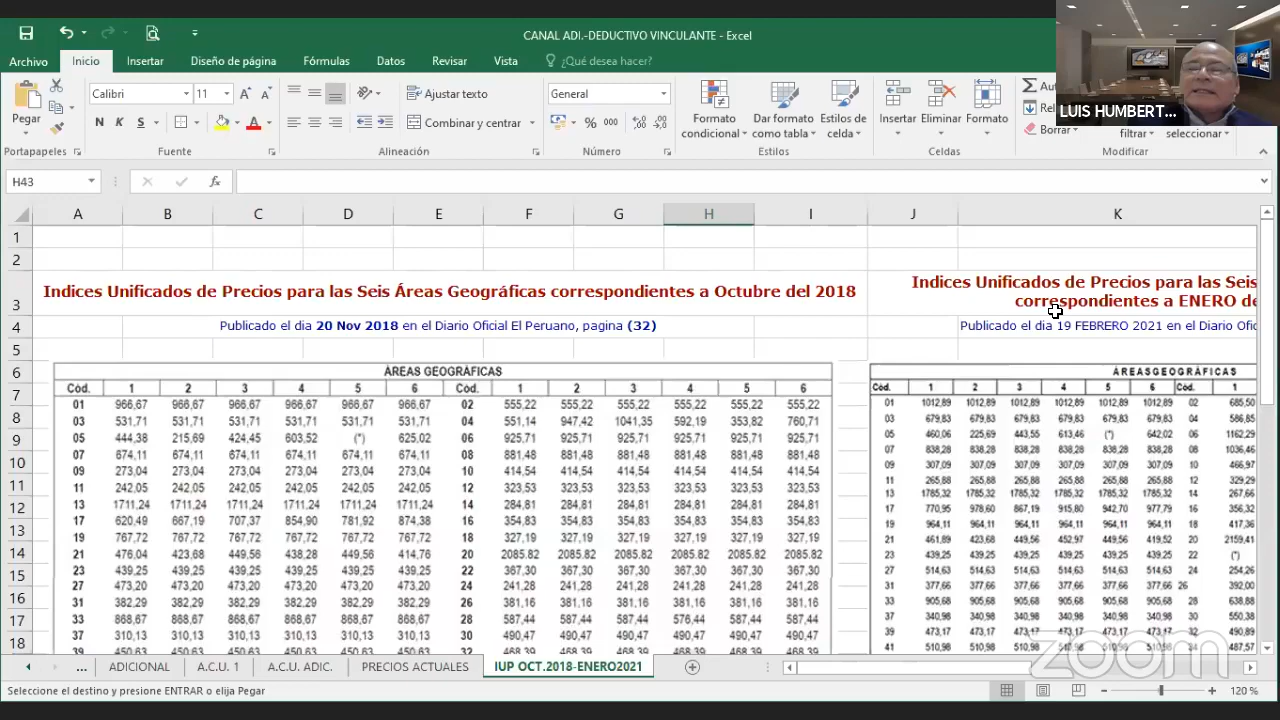 CANAL ADI.-DEDUCTIVO VINCULANTE - Excel
Archivo Inicio Insertar Diseño de página Fórmulas Datos Revisar Vista ¿Qué desea hacer?
LUIS HUMBERT...
Pegar
Calibri 11
N K S
Ajustar texto
Combinar y centrar
General
% 000
Formato condicional
Dar formato como tabla
Estilos de celda
Insertar Eliminar Formato
Borrar
filtrar seleccionar
Portapapeles Fuente Alineación Número Estilos Celdas Modificar
H43 fx
A B C D E F G H I J K
1
2
3 Indices Unificados de Precios para las Seis Áreas Geográficas correspondientes a Octubre del 2018
Indices Unificados de Precios para las Seis
correspondientes a ENERO de
4 Publicado el dia 20 Nov 2018 en el Diario Oficial El Peruano, pagina (32)
Publicado el dia 19 FEBRERO 2021 en el Diario Ofic
5
6 ÁREAS GEOGRÁFICAS
ÁREASGEOGRÁFICAS
7 Cód. 1 2 3 4 5 6 Cód. 1 2 3 4 5 6
Cód. 1 2 3 4 5 6 Cód. 1
01 966,67 966,67 966,67 966,67 966,67 966,67 02 555,22 555,22 555,22 555,22 555,22 555,22
01 1012,89 1012,89 1012,89 1012,89 1012,89 1012,89 02 685,50
03 531,71 531,71 531,71 531,71 531,71 531,71 04 551,14 947,42 1041,35 592,19 353,82 760,71
03 679,83 679,83 679,83 679,83 679,83 679,83 04 586,85
05 444,38 215,69 424,45 603,52 (*) 625,02 06 925,71 925,71 925,71 925,71 925,71 925,71
05 460,06 225,69 443,55 613,46 (*) 642,02 06 1162,29
07 674,11 674,11 674,11 674,11 674,11 674,11 08 881,48 881,48 881,48 881,48 881,48 881,48
07 838,28 838,28 838,28 838,28 838,28 838,28 08 1036,46
09 273,04 273,04 273,04 273,04 273,04 273,04 10 414,54 414,54 414,54 414,54 414,54 414,54
09 307,09 307,09 307,09 307,09 307,09 307,09 10 466,97
11 242,05 242,05 242,05 242,05 242,05 242,05 12 323,53 323,53 323,53 323,53 323,53 323,53
11 265,88 265,88 265,88 265,88 265,88 265,88 12 329,29
13 1711,24 1711,24 1711,24 1711,24 1711,24 1711,24 14 284,81 284,81 284,81 284,81 284,81 284,81
13 1785,32 1785,32 1785,32 1785,32 1785,32 1785,32 14 267,66
17 620,49 667,19 707,37 854,90 781,92 874,38 16 354,83 354,83 354,83 354,83 354,83 354,83
17 770,95 978,60 867,19 915,80 942,70 977,79 16 356,32
19 767,72 767,72 767,72 767,72 767,72 767,72 18 327,19 327,19 327,19 327,19 327,19 327,19
19 964,11 964,11 964,11 964,11 964,11 964,11 18 417,36
21 476,04 423,68 449,56 438,28 449,56 414,76 20 2085.82 2085,82 2085,82 2085,82 2085,82 2085,82
21 461,89 423,68 449,56 452,97 449,56 419,52 20 2159,41
23 439,25 439,25 439,25 439,25 439,25 439,25 22 367,30 367,30 367,30 367,30 367,30 367,30
23 439,25 439,25 439,25 439,25 439,25 439,25 22 (*)
27 473,20 473,20 473,20 473,20 473,20 473,20 24 241,28 241,28 241,28 241,28 241,28 241,28
27 514,63 514,63 514,63 514,63 514,63 514,63 24 254,26
31 382,29 382,29 382,29 382,29 382,29 382,29 26 381,16 381,16 381,16 381,16 381,16 381,16
31 377,66 377,66 377,66 377,66 377,66 377,66 26 392,00
33 868,67 868,67 868,67 868,67 868,67 868,67 28 587,44 587,44 587,44 576,44 587,44 587,44
33 905,68 905,68 905,68 905,68 905,68 905,68 28 638,88
37 310,13 310,13 310,13 310,13 310,13 310,13 30 490,47 490,47 490,47 490,47 490,47 490,47
37 340,98 340,98 340,98 340,98 340,98 340,98 30 550,38
39 473,17 473,17 473,17 473,17 473,17 473,17 32 490,89
41 510,98 510,98 510,98 510,98 510,98 510,98 487,57
8
9
10
11
12
13
14
15
16
17
18
zoom
... ADICIONAL A.C.U. 1 A.C.U. ADIC. PRECIOS ACTUALES IUP OCT.2018-ENERO2021
Seleccione el destino y presione ENTRAR o elija Pegar
120 %